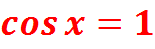 cos x = 1